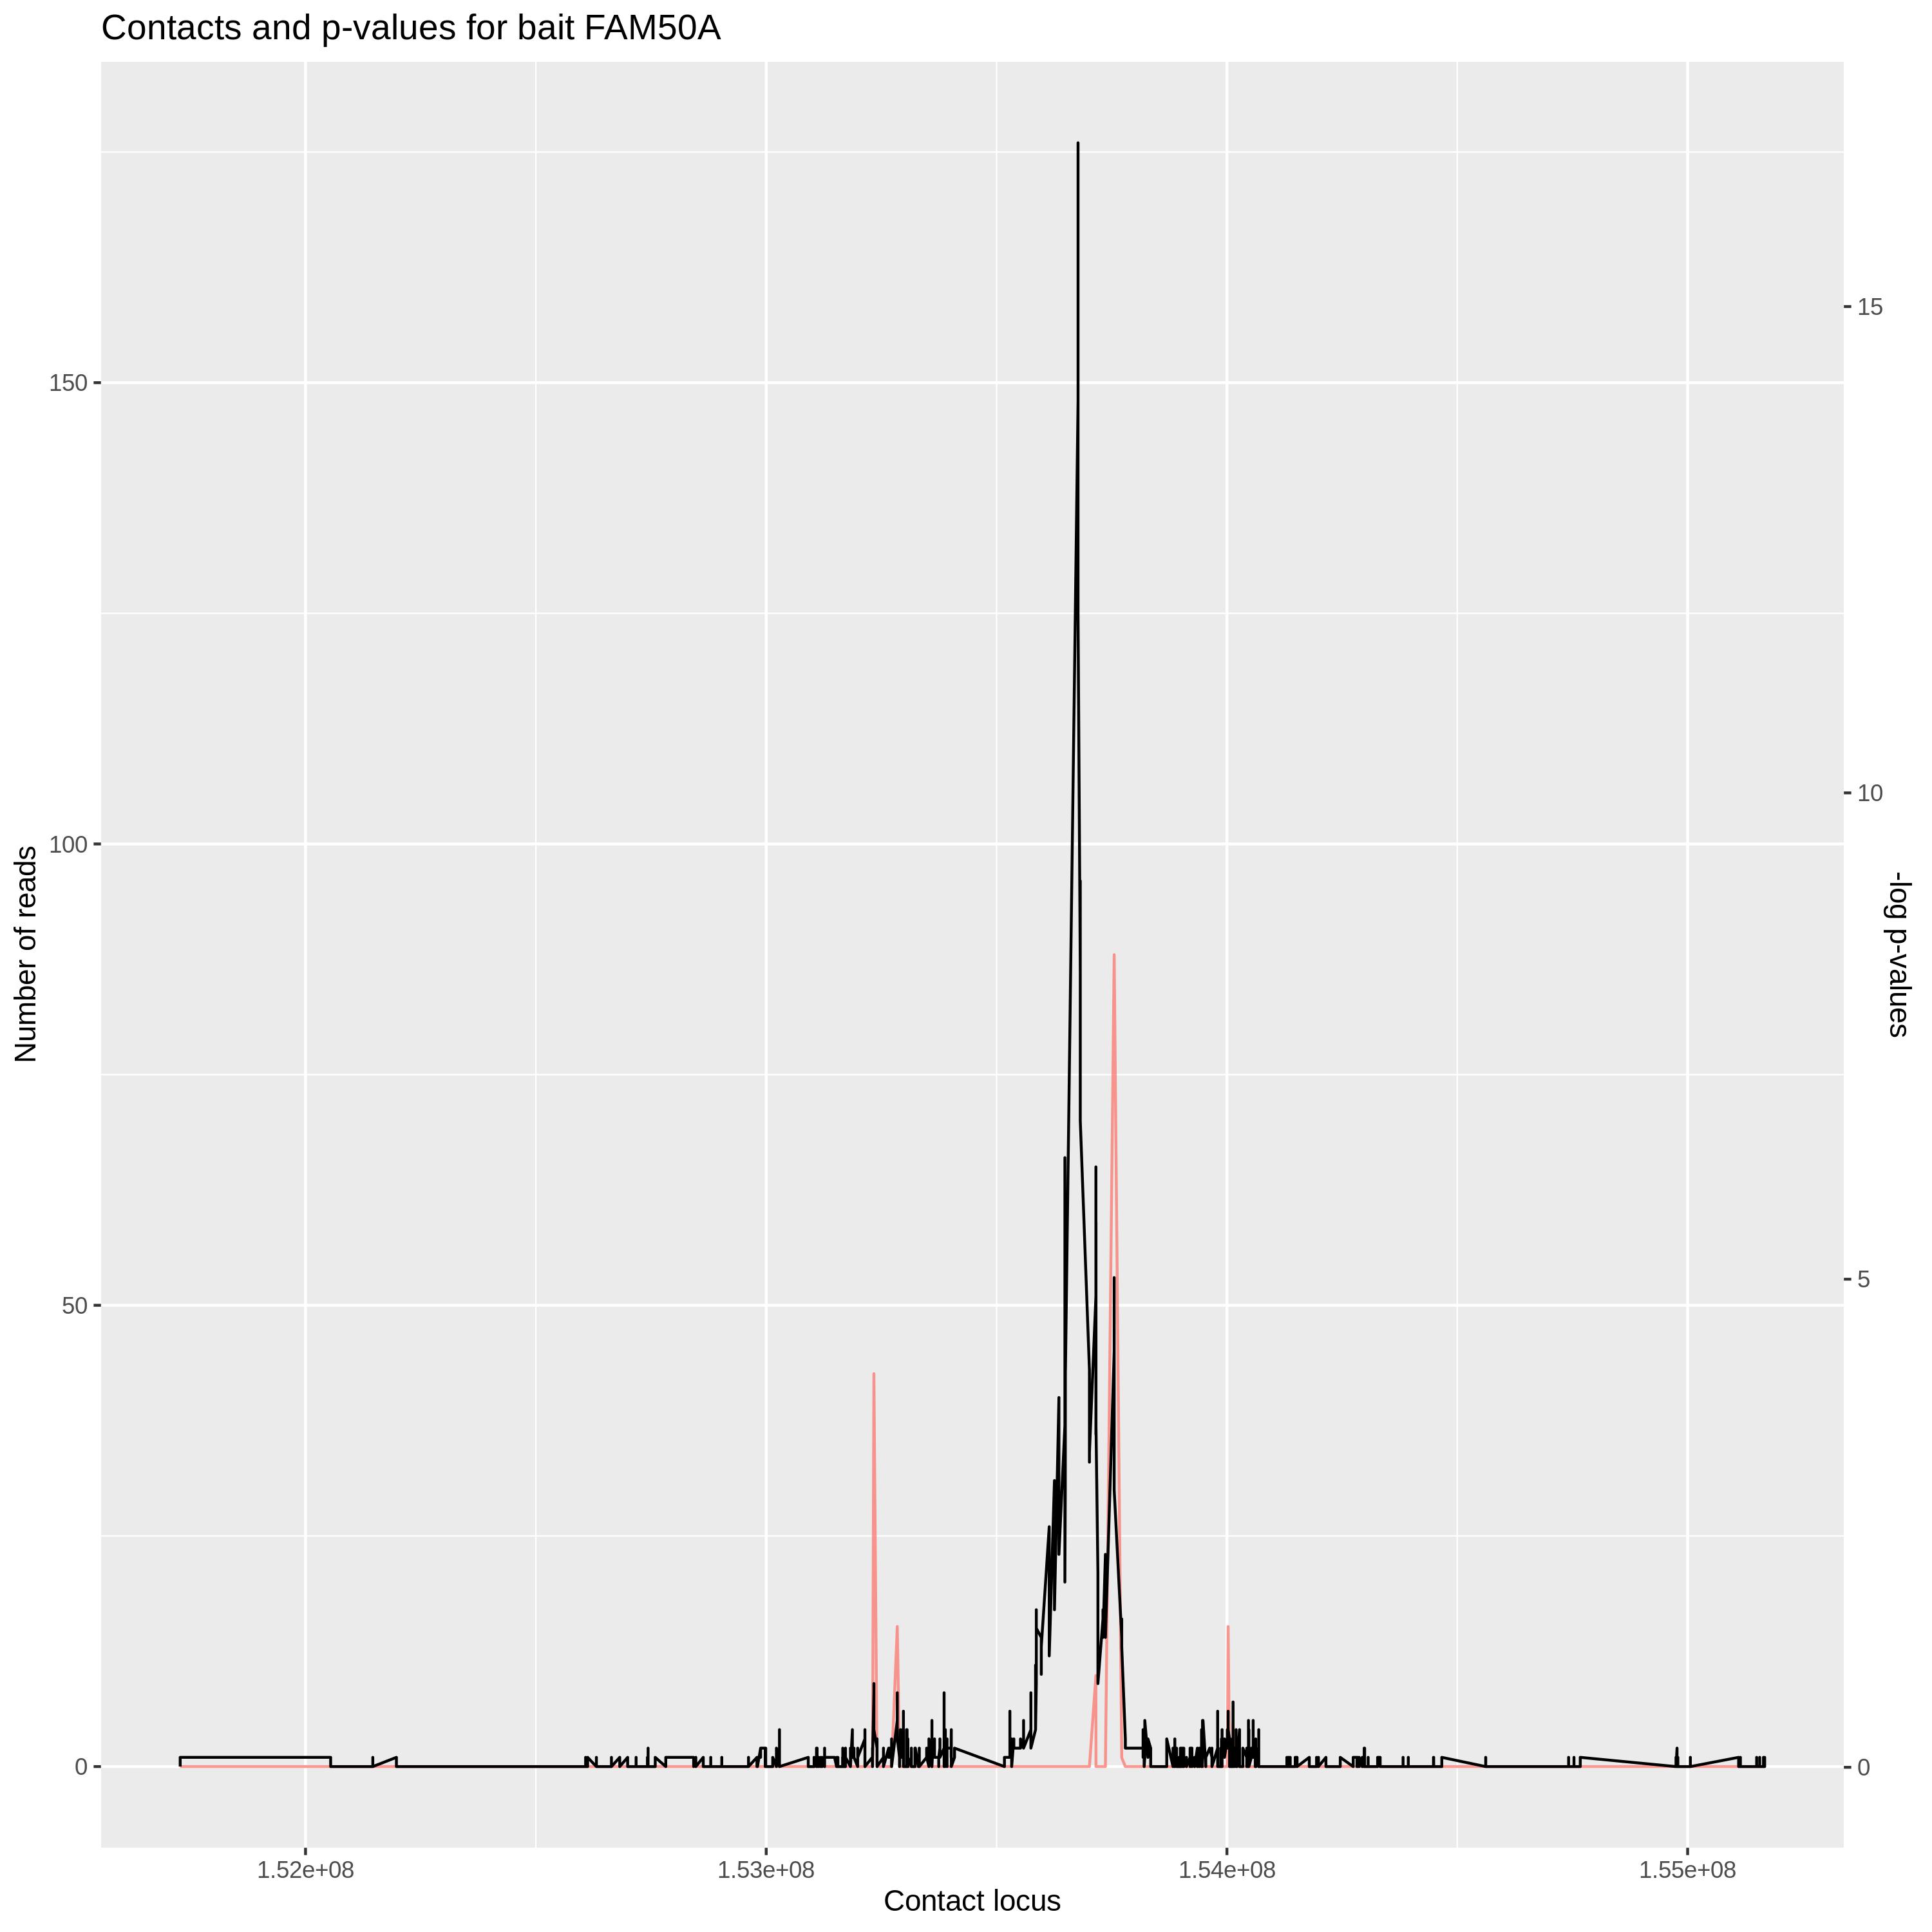 Contacts and p-values for bait FAM50A
150
100
50
0
Number of reads
15
10
5
0
-log p-values
1.52e+08
1.53e+08
1.54e+08
1.55e+08
Contact locus